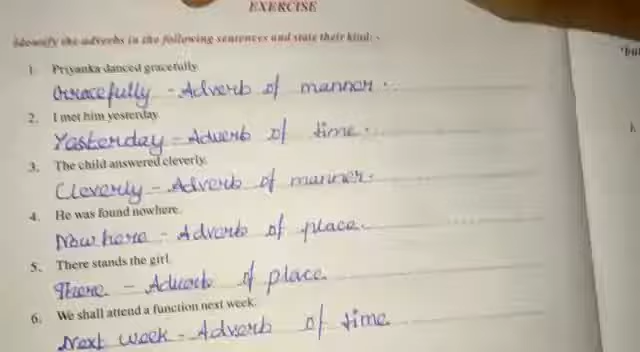 EXERCISE
Identify the adverbs in the following sentences and state their kind: -
1. Priyanka danced gracefully.
Gracefully - Adverb of manner.
2. I met him yesterday.
Yasterday - Adverb of time.
3. The child answered cleverly.
Cleverly - Adverb of manner.
4. He was found nowhere.
Nowhere - Adverb of place.
5. There stands the girl.
There - Adverb of place
6. We shall attend a function next week.
Next week - Adverb of time